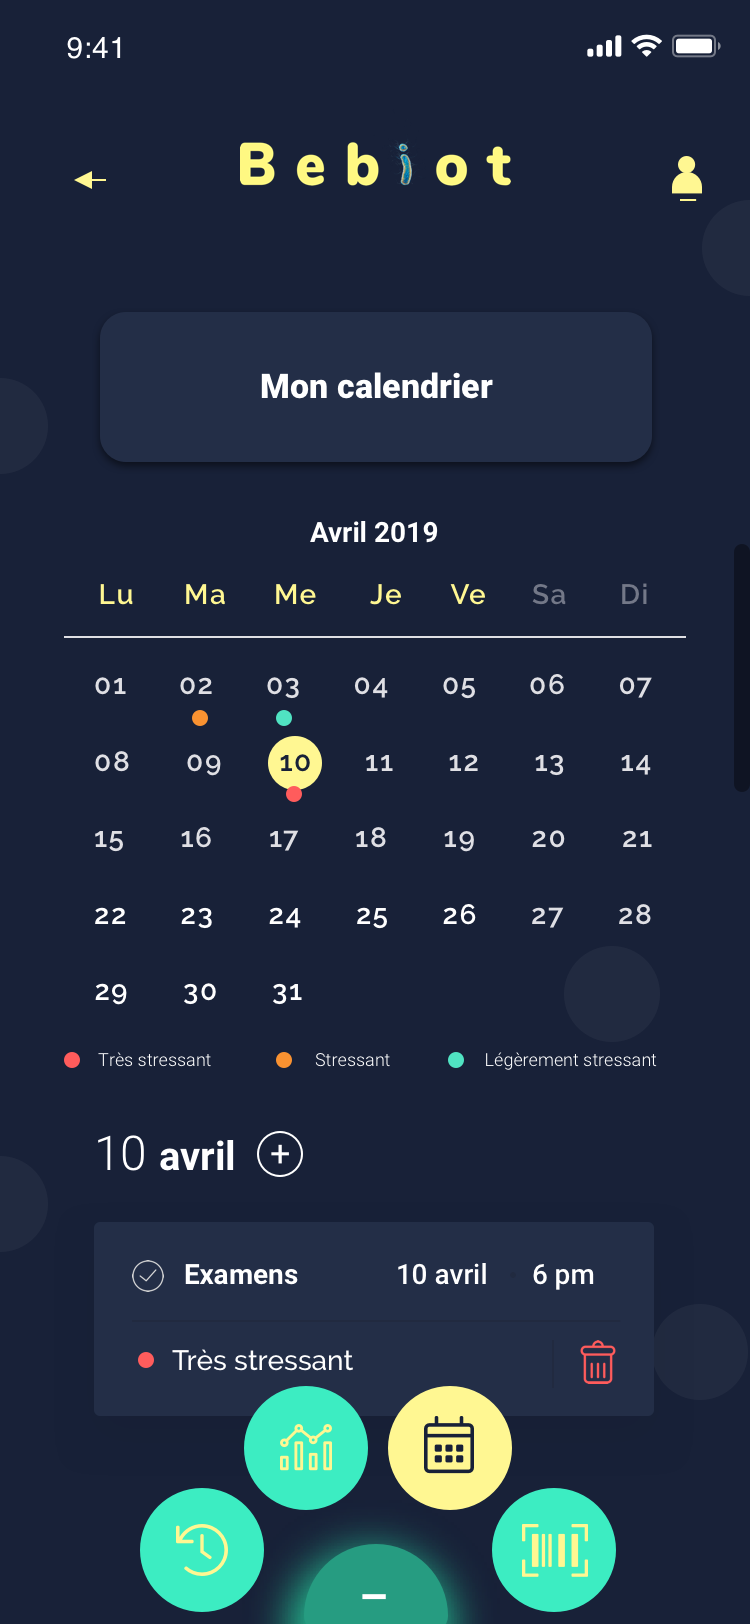 9:41
Bebiot
Mon calendrier
Avril 2019
Lu Ma Me Je Ve Sa Di
01 02 03 04 05 06 07
08 09 10 11 12 13 14
15 16 17 18 19 20 21
22 23 24 25 26 27 28
29 30 31
Très stressant Stressant Légèrement stressant
10 avril +
Examens 10 avril 6 pm
Très stressant